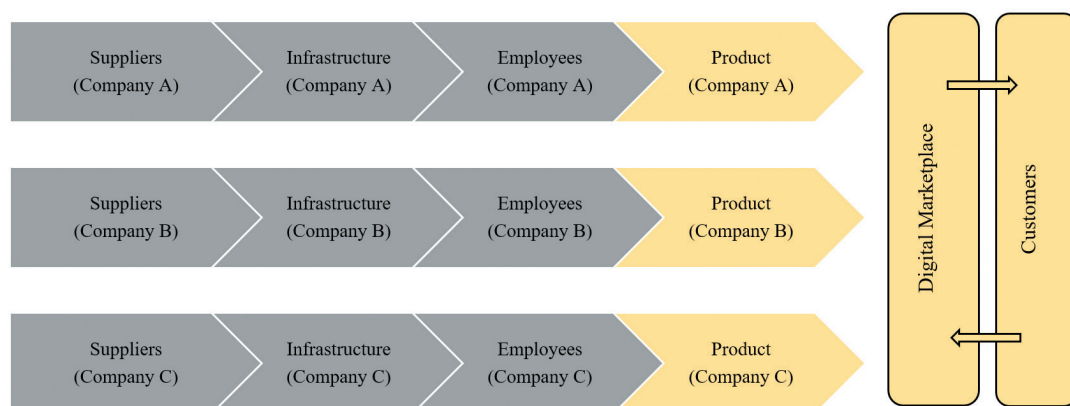 Suppliers
(Company A)
Infrastructure
(Company A)
Employees
(Company A)
Product
(Company A)
Suppliers
(Company B)
Infrastructure
(Company B)
Employees
(Company B)
Product
(Company B)
Suppliers
(Company C)
Infrastructure
(Company C)
Employees
(Company C)
Product
(Company C)
Digital Marketplace
Customers